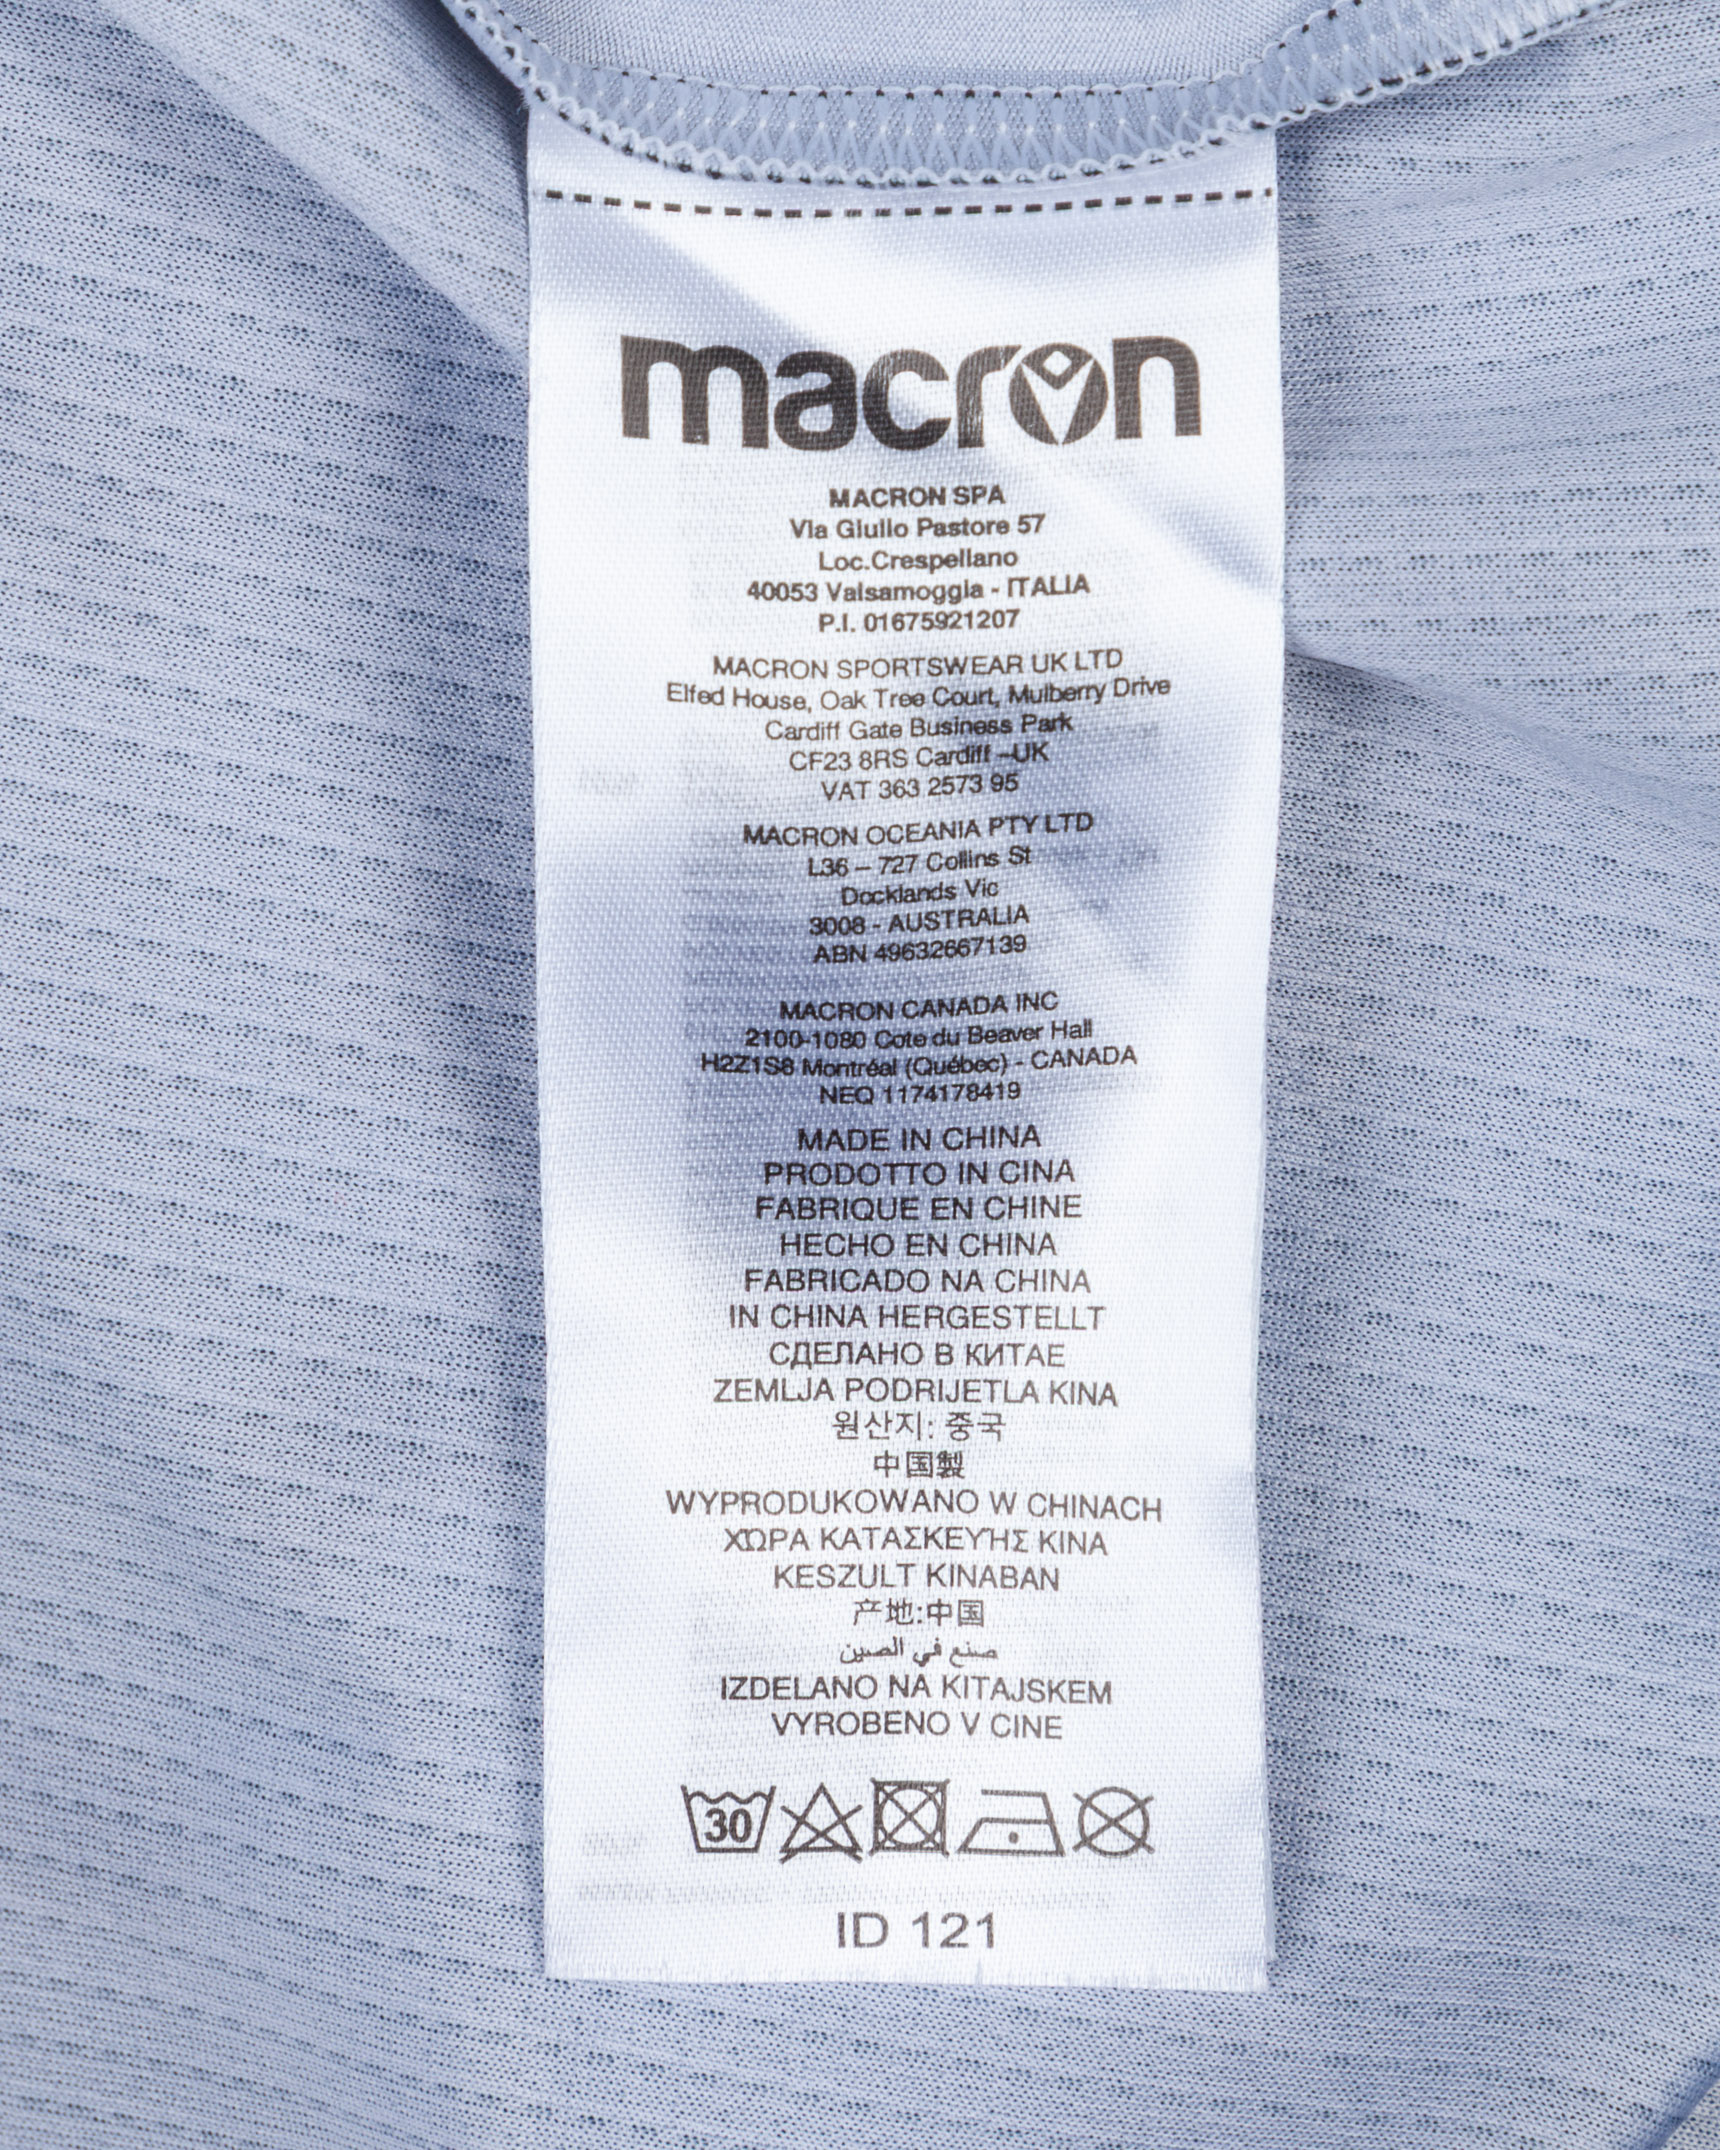 macron
MACRON SPA
Via Giulio Pastore 57
Loc.Crespellano
40053 Valsamoggia - ITALIA
P.I. 01675921207
MACRON SPORTSWEAR UK LTD
Elfed House, Oak Tree Court, Mulberry Drive
Cardiff Gate Business Park
CF23 8RS Cardiff –UK
VAT 363 2573 95
MACRON OCEANIA PTY LTD
L36 – 727 Collins St
Docklands Vic
3008 - AUSTRALIA
ABN 49632667139
MACRON CANADA INC
2100-1080 Cote du Beaver Hall
H2Z1S8 Montréal (Québec) - CANADA
NEQ 1174178419
MADE IN CHINA
PRODOTTO IN CINA
FABRIQUE EN CHINE
HECHO EN CHINA
FABRICADO NA CHINA
IN CHINA HERGESTELLT
СДЕЛАНО В КИТАЕ
ZEMLJA PODRIJETLA KINA
원산지: 중국
中国製
WYPRODUKOWANO W CHINACH
ΧΏΡΑ ΚΑΤΑΣΚΕΥΉΣ ΚΙΝΑ
KESZULT KINABAN
产地:中国
صنع في الصين
IZDELANO NA KITAJSKEM
VYROBENO V CINE
30
ID 121